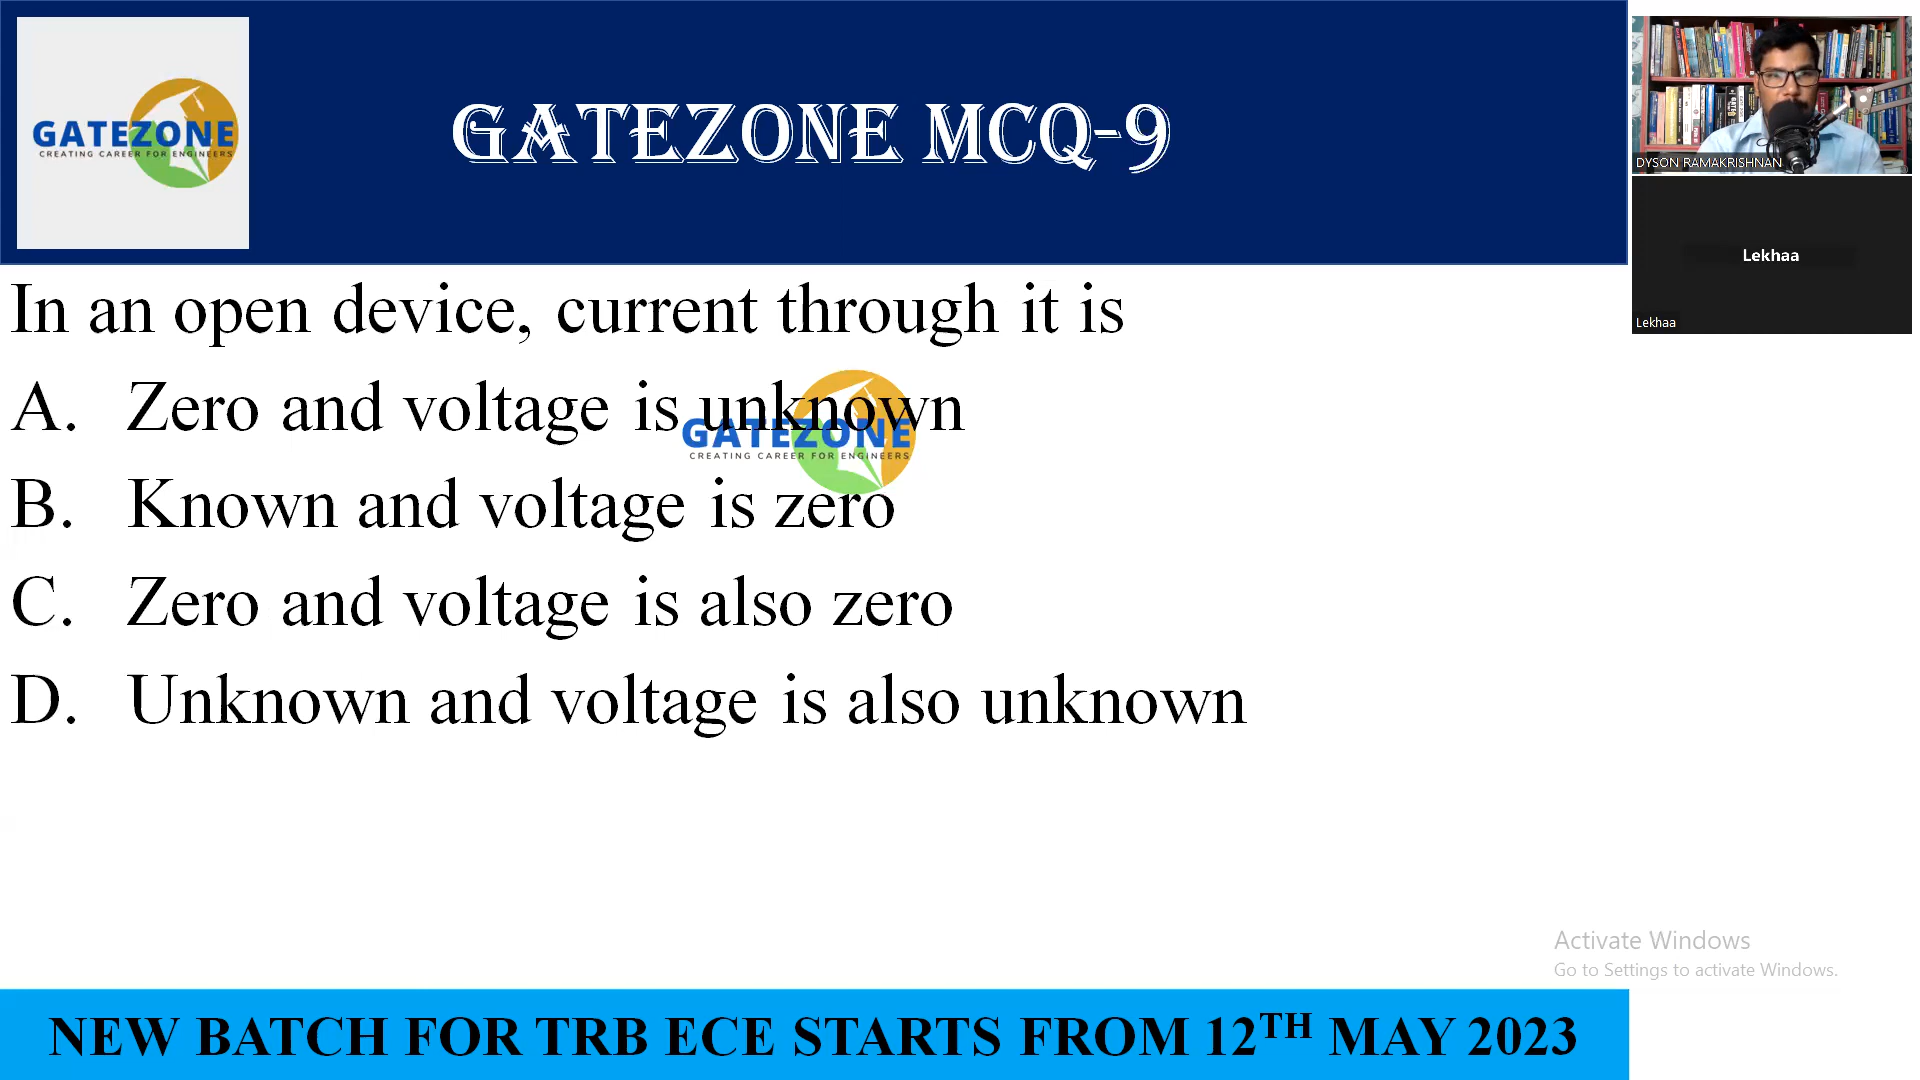 GATEZONE
CREATING CAREER FOR ENGINEERS
GATEZONE MCQ-9
DYSON RAMAKRISHNAN
Lekhaa
Lekhaa
In an open device, current through it is
A. Zero and voltage is unknown
GATEZONE
CREATING CAREER FOR ENGINEERS
B. Known and voltage is zero
C. Zero and voltage is also zero
D. Unknown and voltage is also unknown
Activate Windows
Go to Settings to activate Windows.
NEW BATCH FOR TRB ECE STARTS FROM 12TH MAY 2023